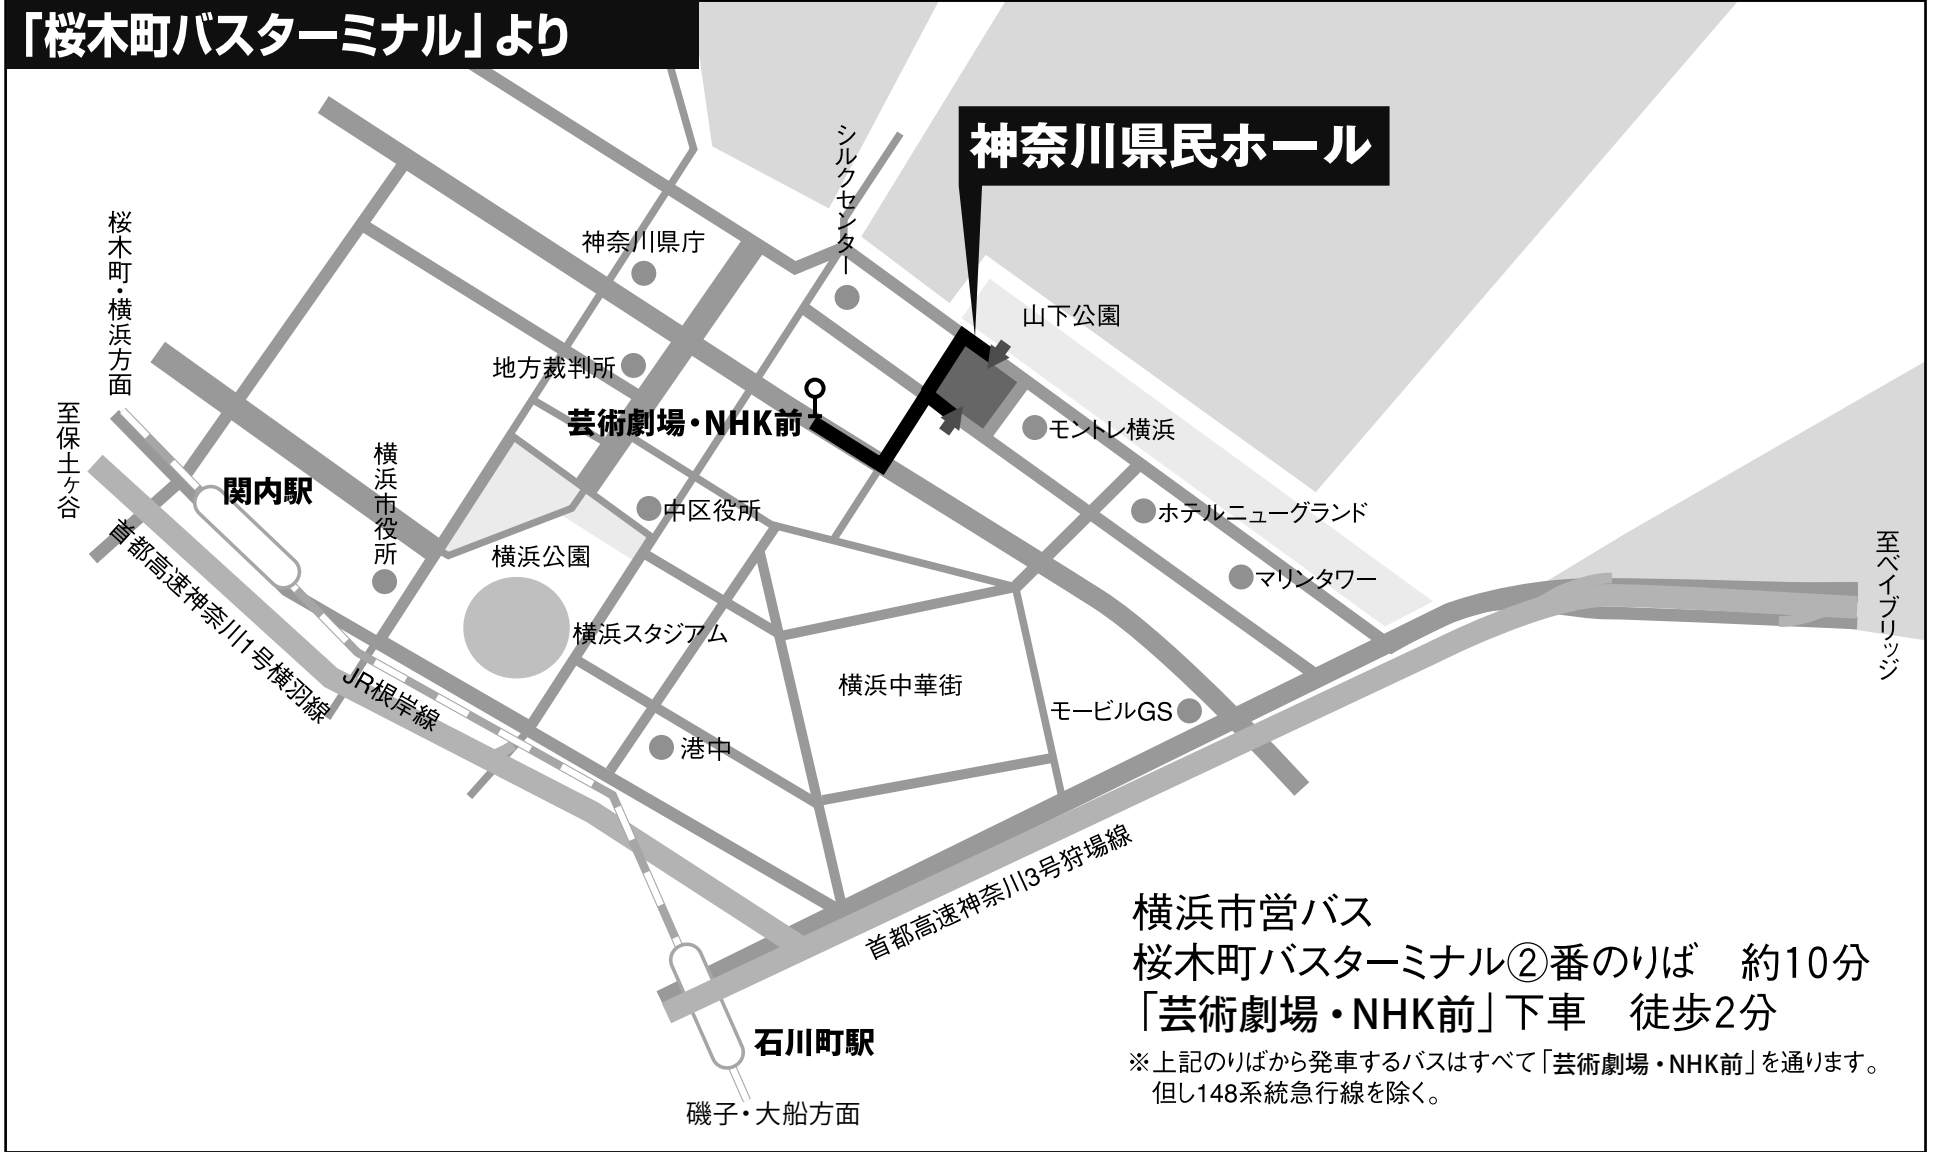 「桜木町バスターミナル」より
神奈川県民ホール
シルクセンター
神奈川県庁
山下公園
桜木町・横浜方面
至保土ヶ谷
地方裁判所
芸術劇場・NHK前
モントレ横浜
関内駅
横浜市役所
中区役所
ホテルニューグランド
横浜公園
マリンタワー
至ベイブリッジ
首都高速神奈川1号横羽線
横浜スタジアム
JR根岸線
横浜中華街
モービルGS
港中
首都高速神奈川3号狩場線
石川町駅
磯子・大船方面
横浜市営バス
桜木町バスターミナル②番のりば　約10分
「芸術劇場・NHK前」下車　徒歩2分
※上記のりばから発車するバスはすべて「芸術劇場・NHK前」を通ります。
但し148系統急行線を除く。